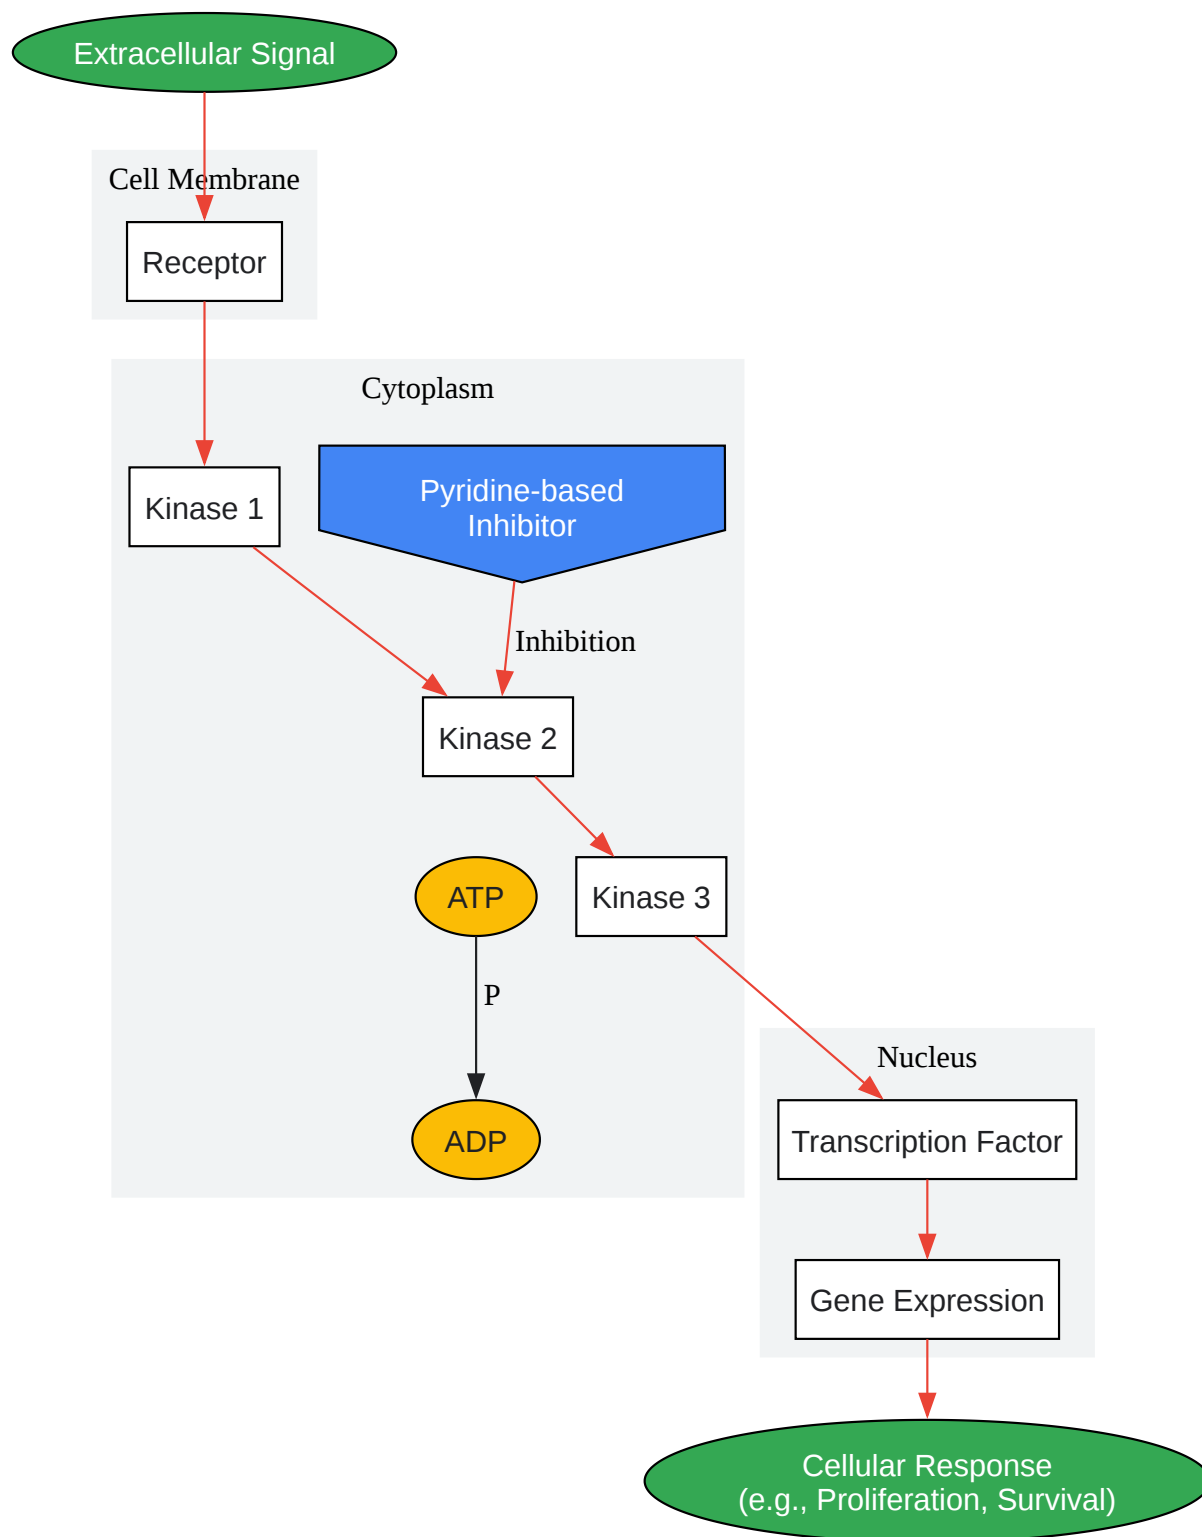 Extracellular Signal
Cell Membrane
Receptor
Cytoplasm
Kinase 1
Pyridine-based
Inhibitor
Inhibition
Kinase 2
ATP
Kinase 3
P
Nucleus
ADP
Transcription Factor
Gene Expression
Cellular Response
(e.g., Proliferation, Survival)